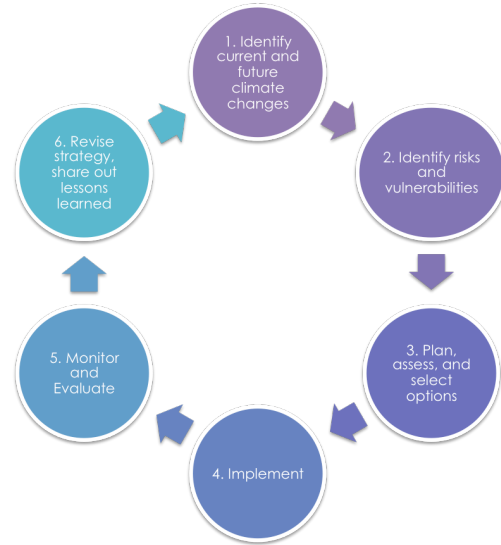 1. Identify
current and
future
climate
changes
2. Identify risks
and
vulnerabilities
3. Plan,
assess, and
select
options
4. Implement
5. Monitor
and
Evaluate
6. Revise
strategy,
share out
lessons
learned